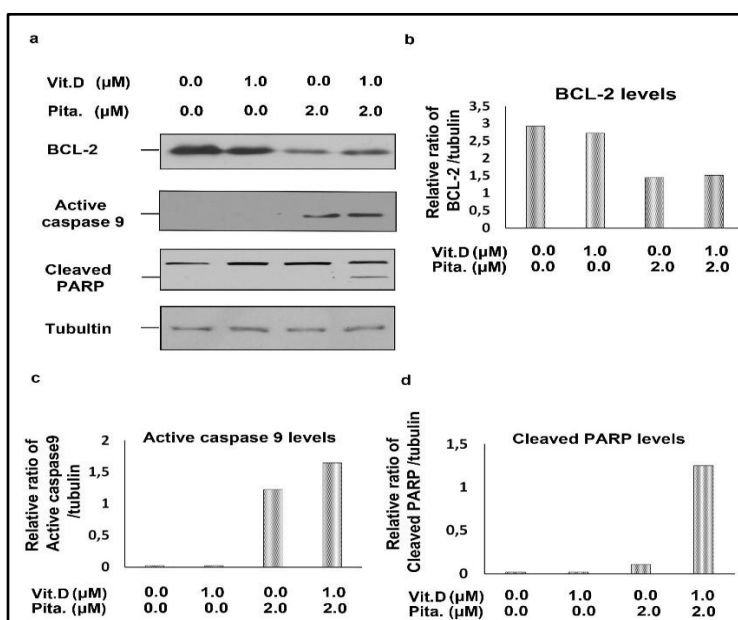 a
Vit.D (µM) 0.0 1.0 0.0 1.0
Pita. (µM) 0.0 0.0 2.0 2.0
BCL-2
Active
caspase 9
Cleaved
PARP
Tubultin
b
BCL-2 levels
Relative ratio of
BCL-2 /tubulin
3,5
3
2,5
2
1,5
1
0,5
0
Vit.D (µM) 0.0 1.0 0.0 1.0
Pita. (µM) 0.0 0.0 2.0 2.0
c
Active caspase 9 levels
Relative ratio of
Active caspase9
/tubulin
2
1,5
1
0,5
0
Vit.D (µM) 0.0 1.0 0.0 1.0
Pita. (µM) 0.0 0.0 2.0 2.0
d
Cleaved PARP levels
Relative ratio of
Cleaved PARP /tubulin
1,5
1
0,5
0
Vit.D (µM) 0.0 1.0 0.0 1.0
Pita. (µM) 0.0 0.0 2.0 2.0